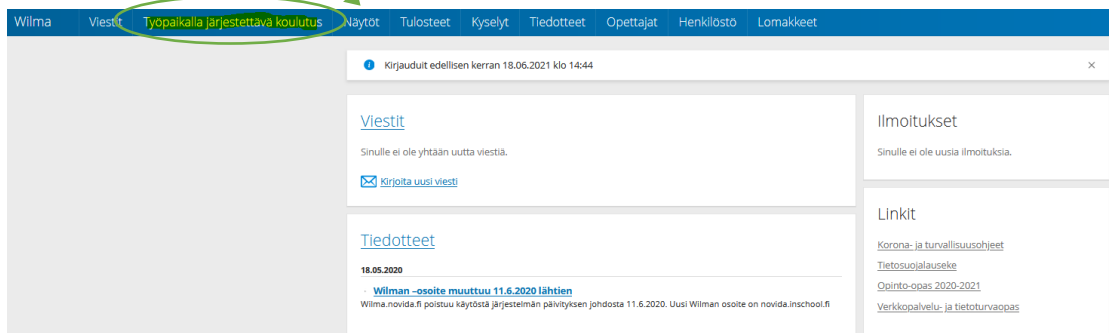 Wilma Viestit Työpaikalla järjestettävä koulutus Näytöt Tulosteet Kyselyt Tiedotteet Opettajat Henkilöstö Lomakkeet
Kirjauduit edellisen kerran 18.06.2021 klo 14:44
Viestit
Sinulle ei ole yhtään uutta viestiä.
Kirjoita uusi viesti
Tiedotteet
18.05.2020
Wilman –osoite muuttuu 11.6.2020 lähtien
Wilma.novida.fi poistuu käytöstä järjestelmän päivityksen johdosta 11.6.2020. Uusi Wilman osoite on novida.inschool.fi
Ilmoitukset
Sinulle ei ole uusia ilmoituksia.
Linkit
Korona- ja turvallisuusohjeet
Tietosuojalauseke
Opinto-opas 2020-2021
Verkkopalvelu- ja tietoturvaopas